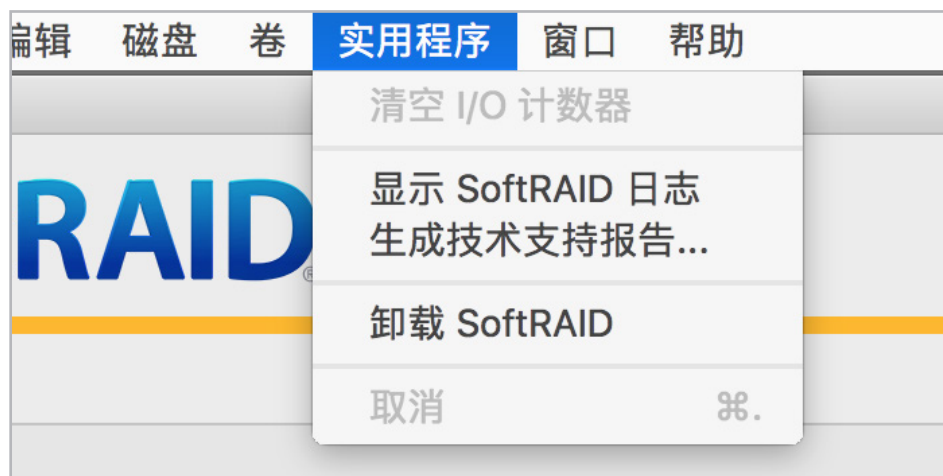 编辑 磁盘 卷 实用程序 窗口 帮助
清空 I/O 计数器
RAID®
显示 SoftRAID 日志
生成技术支持报告...
卸载 SoftRAID
取消 ⌘.